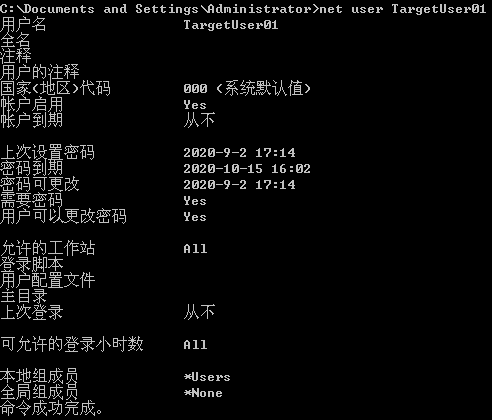 C:\Documents and Settings\Administrator>net user TargetUser01
用户名 TargetUser01
全名
注释
用户的注释
国家(地区)代码 000 (系统默认值)
帐户启用 Yes
帐户到期 从不
上次设置密码 2020-9-2 17:14
密码到期 2020-10-15 16:02
密码可更改 2020-9-2 17:14
需要密码 Yes
用户可以更改密码 Yes
允许的工作站 All
登录脚本
用户配置文件
主目录
上次登录 从不
可允许的登录小时数 All
本地组成员 *Users
全局组成员 *None
命令成功完成。